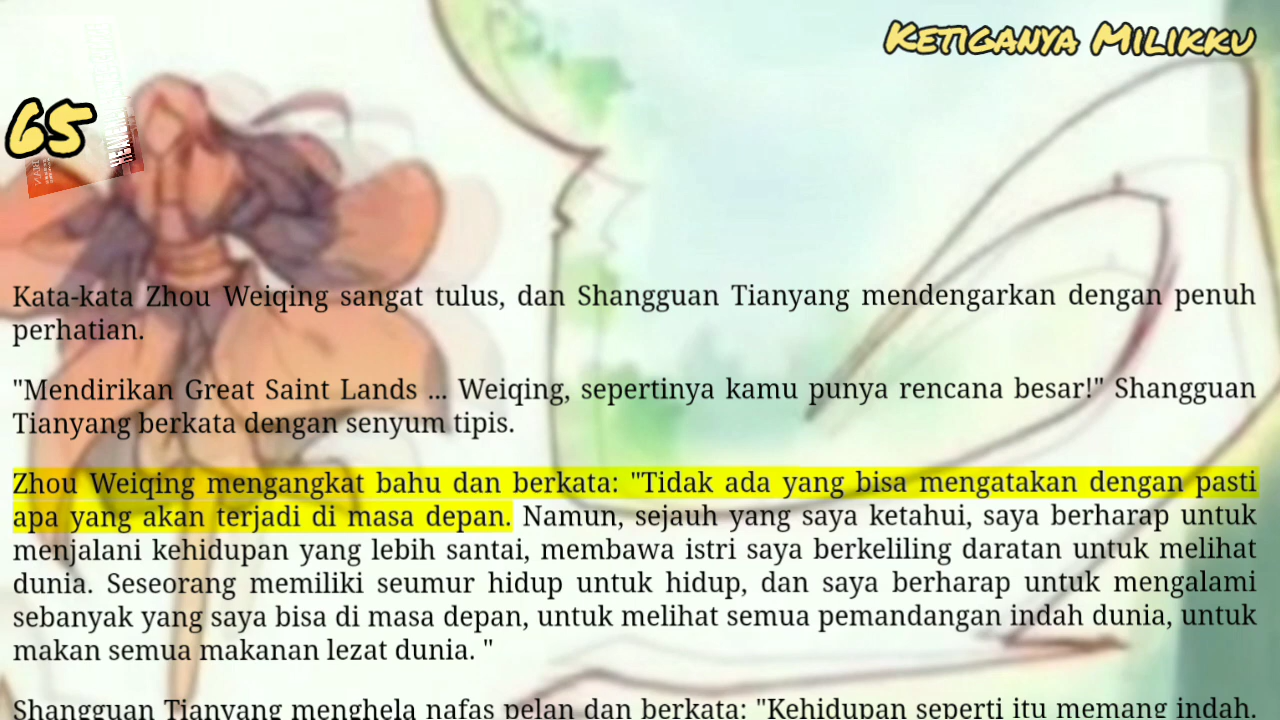 Ketiganya Milikku
65
Kata-kata Zhou Weiqing sangat tulus, dan Shangguan Tianyang mendengarkan dengan penuh
perhatian.
"Mendirikan Great Saint Lands ... Weiqing, sepertinya kamu punya rencana besar!" Shangguan
Tianyang berkata dengan senyum tipis.
Zhou Weiqing mengangkat bahu dan berkata: "Tidak ada yang bisa mengatakan dengan pasti
apa yang akan terjadi di masa depan. Namun, sejauh yang saya ketahui, saya berharap untuk
menjalani kehidupan yang lebih santai, membawa istri saya berkeliling daratan untuk melihat
dunia. Seseorang memiliki seumur hidup untuk hidup, dan saya berharap untuk mengalami
sebanyak yang saya bisa di masa depan, untuk melihat semua pemandangan indah dunia, untuk
makan semua makanan lezat dunia. "
Shangguan Tianyang menghela nafas pelan dan berkata: "Kehidupan seperti itu memang indah.